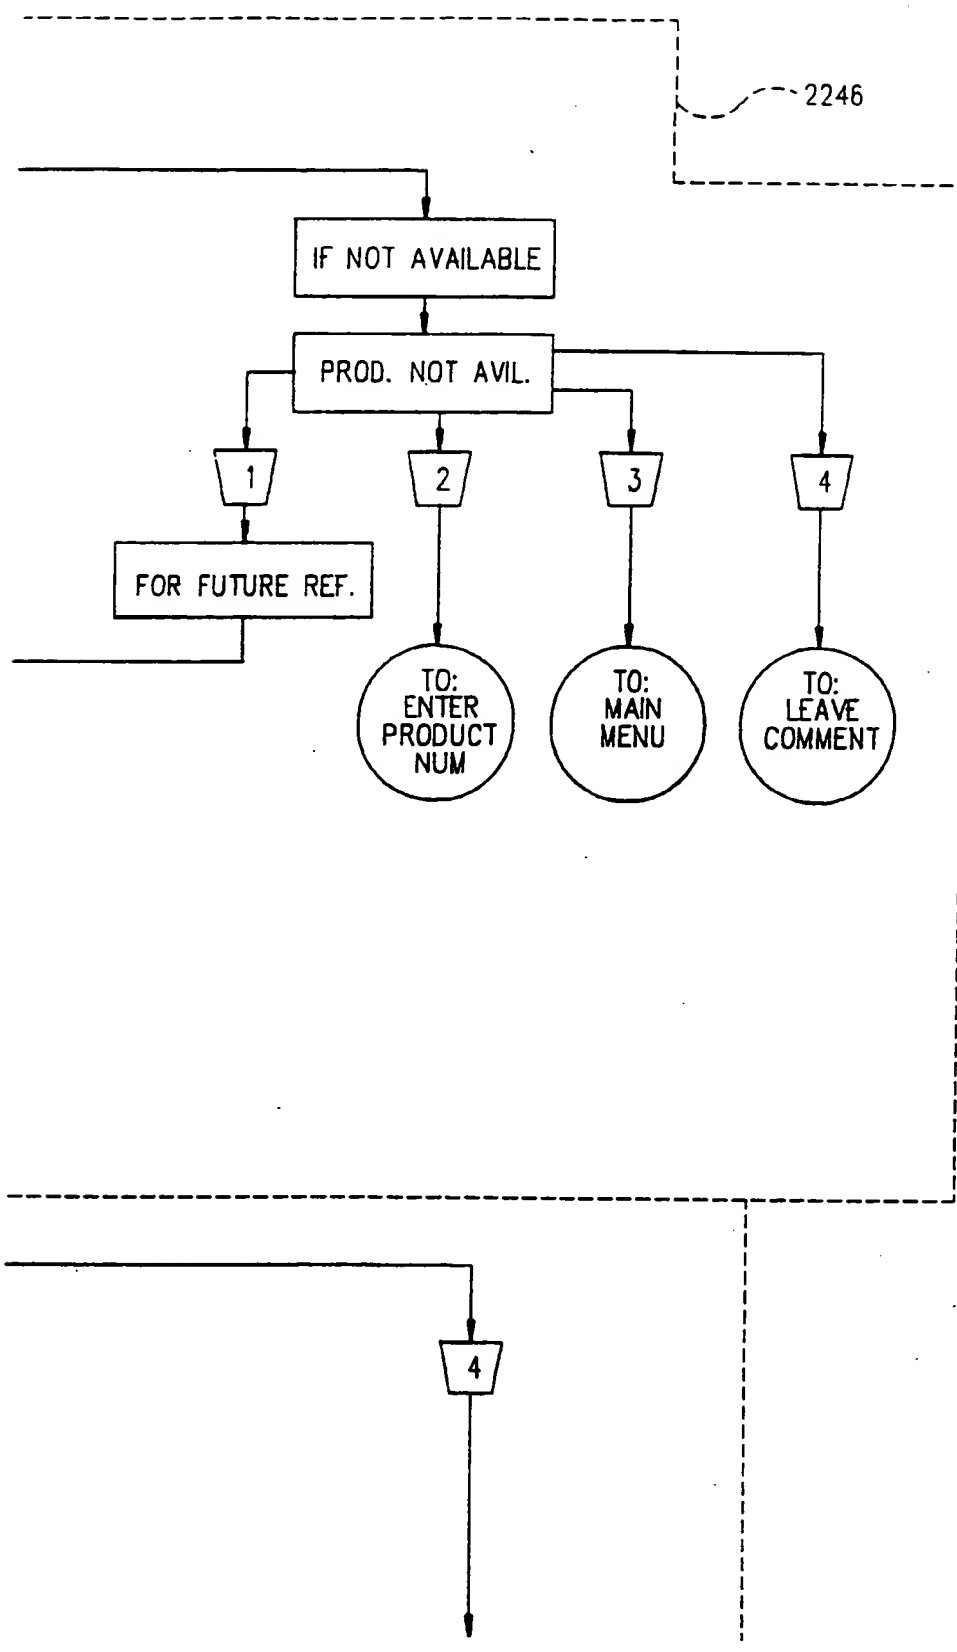 2246
IF NOT AVAILABLE
PROD. NOT AVIL.
1
2
3
4
FOR FUTURE REF.
TO:
ENTER
PRODUCT
NUM
TO:
MAIN
MENU
TO:
LEAVE
COMMENT
4